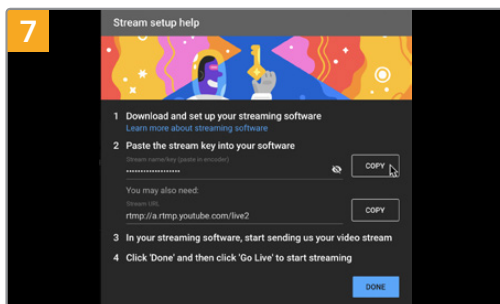 7
Stream setup help
1 Download and set up your streaming software
Learn more about streaming software
2 Paste the stream key into your software
Stream name/key (paste in encoder)
•••••••••••••••••••
COPY
You may also need:
Stream URL
rtmp://a.rtmp.youtube.com/live2
COPY
3 In your streaming software, start sending us your video stream
4 Click 'Done' and then click 'Go Live' to start streaming
DONE